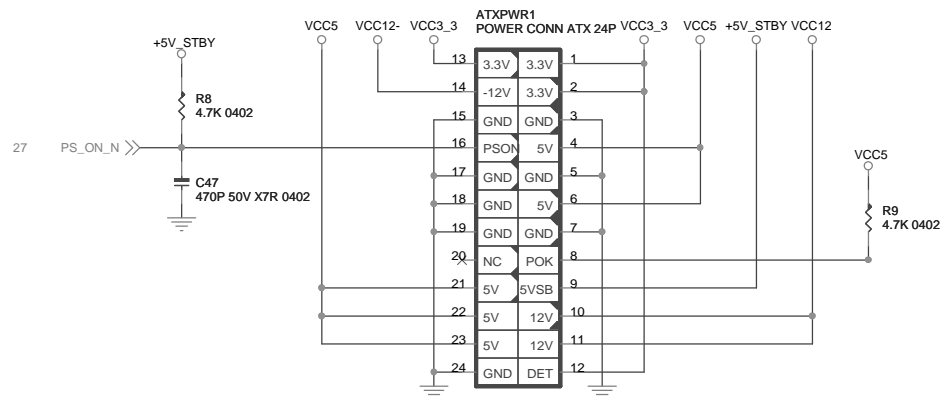 ATXPWR1
POWER CONN ATX 24P
VCC5 VCC12- VCC3_3 VCC3_3 VCC5 +5V_STBY VCC12
+5V_STBY
13 3.3V 3.3V 1
14 -12V 3.3V 2
R8
4.7K 0402
15 GND GND 3
27 PS_ON_N 16 PSON 5V 4
VCC5
17 GND GND 5
C47
470P 50V X7R 0402
18 GND 5V 6
R9
4.7K 0402
19 GND GND 7
20 NC POK 8
21 5V 5VSB 9
22 5V 12V 10
23 5V 12V 11
24 GND DET 12